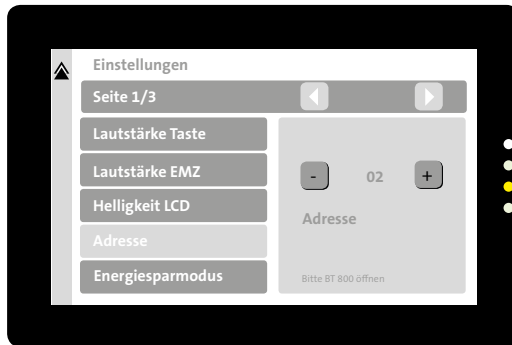 Einstellungen
Seite 1/3
Lautstärke Taste
Lautstärke EMZ
Helligkeit LCD
Adresse
Energiesparmodus
- 02 +
Adresse
Bitte BT 800 öffnen